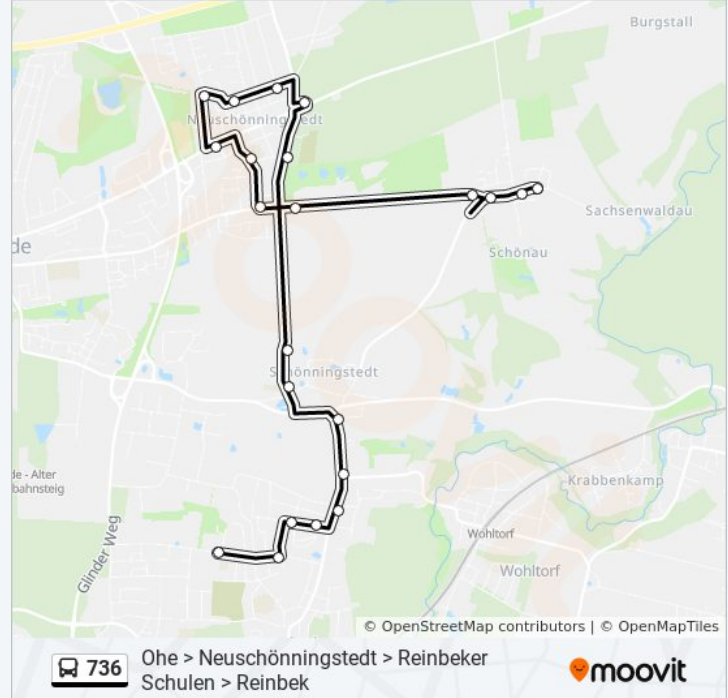 Burgstall
Neuschönningstedt
Sachsenwaldau
de
Schönau
Schönningstedt
de - Alter
bahnsteig
Krabbenkamp
Glinder Weg
Wohltorf
Wohltorf
© OpenStreetMap contributors | © OpenMapTiles
736
Ohe > Neuschönningstedt > Reinbeker
Schulen > Reinbek
moovit